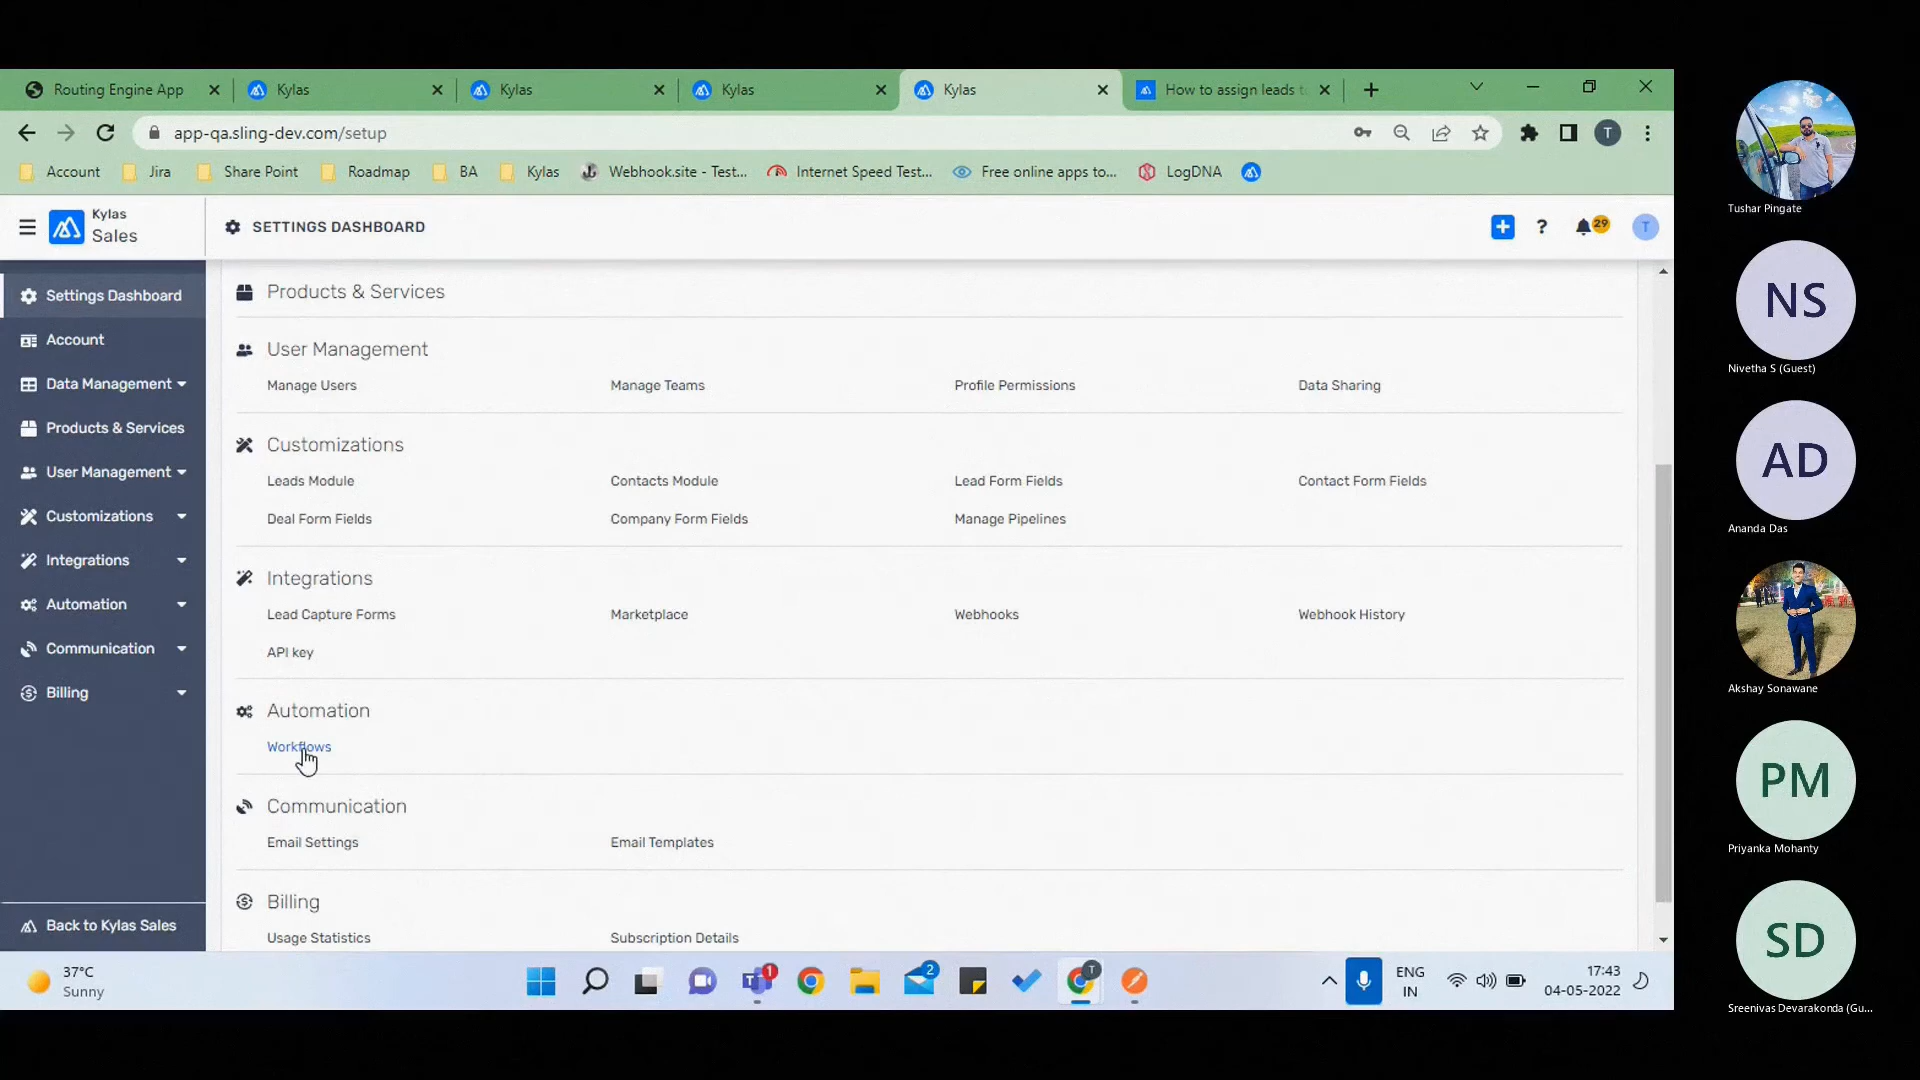 Routing Engine App
Kylas
Kylas
Kylas
Kylas
How to assign leads t
app-qa.sling-dev.com/setup
T
Account
Jira
Share Point
Roadmap
BA
Kylas
Webhook.site - Test...
Internet Speed Test...
Free online apps to...
LogDNA
Kylas
Sales
SETTINGS DASHBOARD
?
29
T
Settings Dashboard
Account
Data Management
Products & Services
User Management
Customizations
Integrations
Automation
Communication
Billing
Back to Kylas Sales
Products & Services
User Management
Manage Users
Manage Teams
Profile Permissions
Data Sharing
Customizations
Leads Module
Contacts Module
Lead Form Fields
Contact Form Fields
Deal Form Fields
Company Form Fields
Manage Pipelines
Integrations
Lead Capture Forms
Marketplace
Webhooks
Webhook History
API key
Automation
Workflows
Communication
Email Settings
Email Templates
Billing
Usage Statistics
Subscription Details
37°C
Sunny
1
2
T
ENG
IN
17:43
04-05-2022
Tushar Pingate
NS
Nivetha S (Guest)
AD
Ananda Das
Akshay Sonawane
PM
Priyanka Mohanty
SD
Sreenivas Devarakonda (Gu...